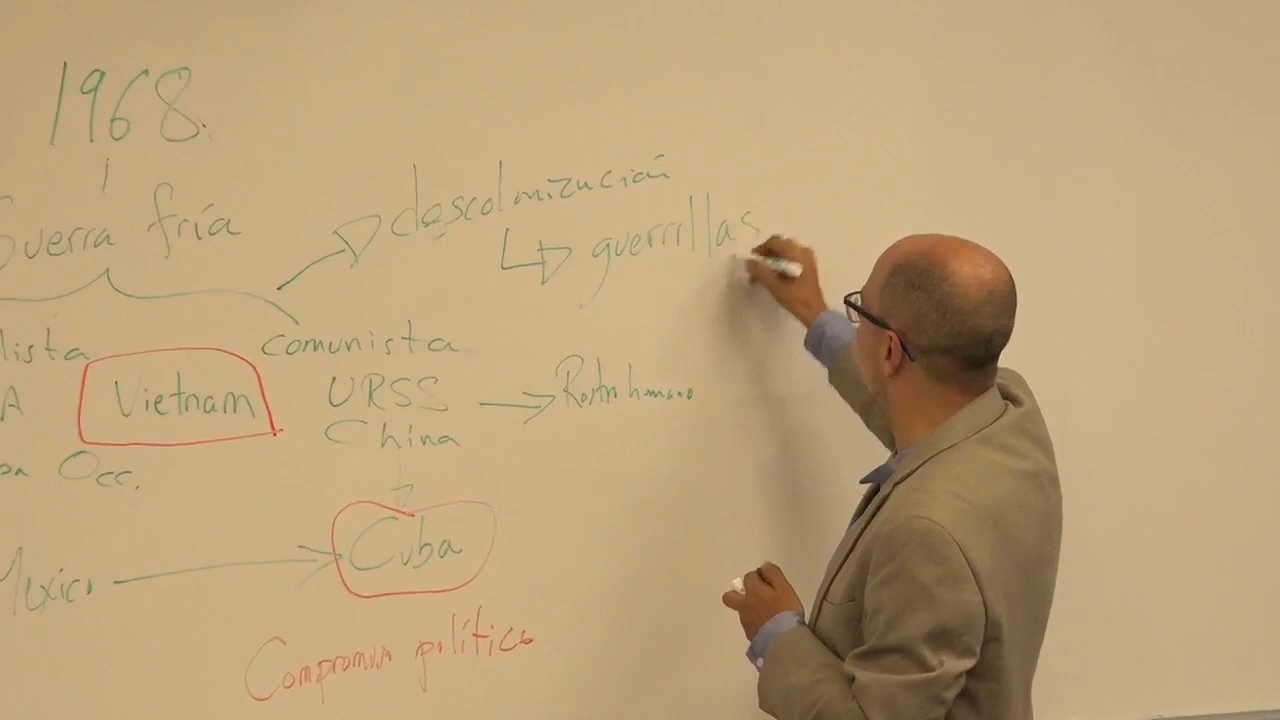 1968.
Guerra fría
descolonización
guerrillas
lista
comunista
A
Vietnam
URSS
Rostro humano
China
Occ.
Cuba
México
Compromiso político